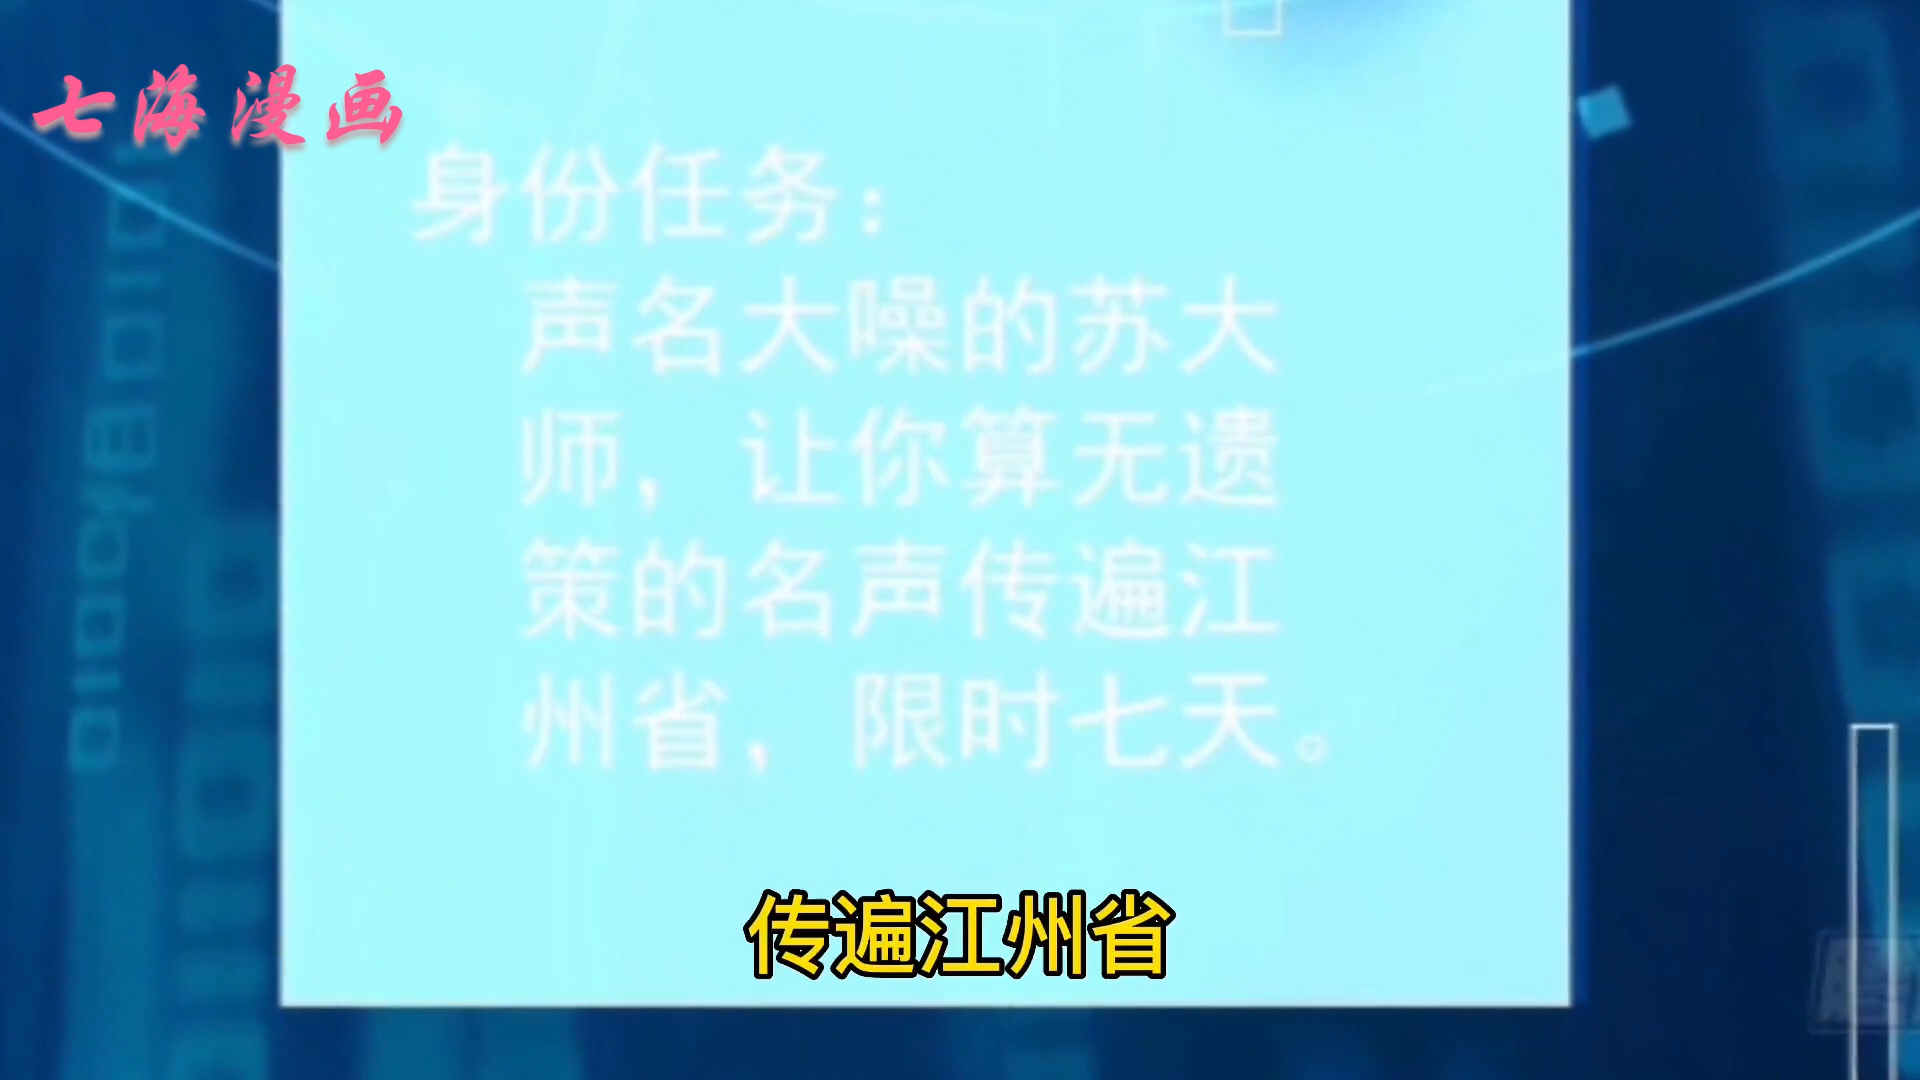 七海漫画
身份任务：
声名大噪的苏大
师，让你算无遗
策的名声传遍江
州省，限时七天。
传遍江州省